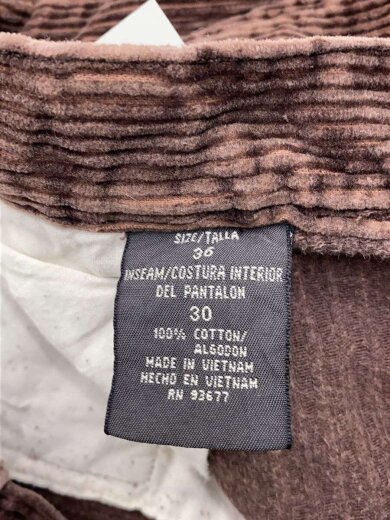 SIZE/TALLA
36
INSEAM/COSTURA INTERIOR
DEL PANTALON
30
100% COTTON/
ALGODON
MADE IN VIETNAM
HECHO EN VIETNAM
RN 93677